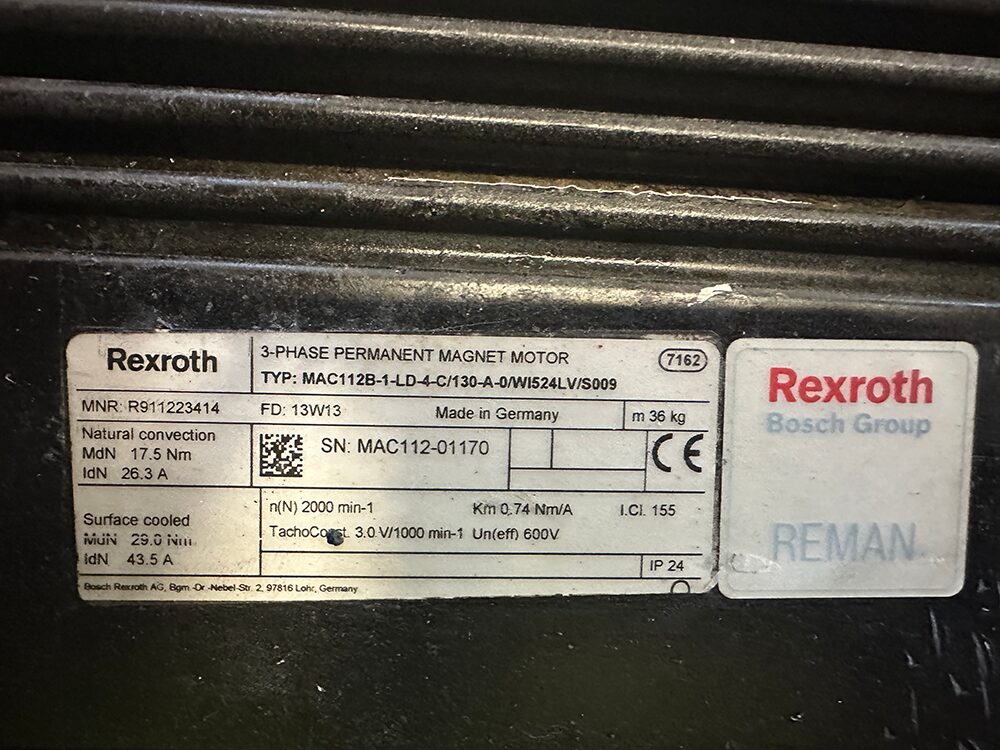 Rexroth
3-PHASE PERMANENT MAGNET MOTOR
7162
TYP: MAC112B-1-LD-4-C/130-A-0/WI524LV/S009
MNR: R911223414
FD: 13W13
Made in Germany
m 36 kg
Natural convection
MdN 17.5 Nm
IdN 26.3 A
SN: MAC112-01170
CE
Surface cooled
MdN 29.0 Nm
IdN 43.5 A
n(N) 2000 min-1
Km 0.74 Nm/A
I.Cl. 155
TachoConst. 3.0 V/1000 min-1 Un(eff) 600V
IP 24
Bosch Rexroth AG, Bgm.-Dr.-Nebel-Str. 2, 97816 Lohr, Germany
Rexroth
Bosch Group
REMAN